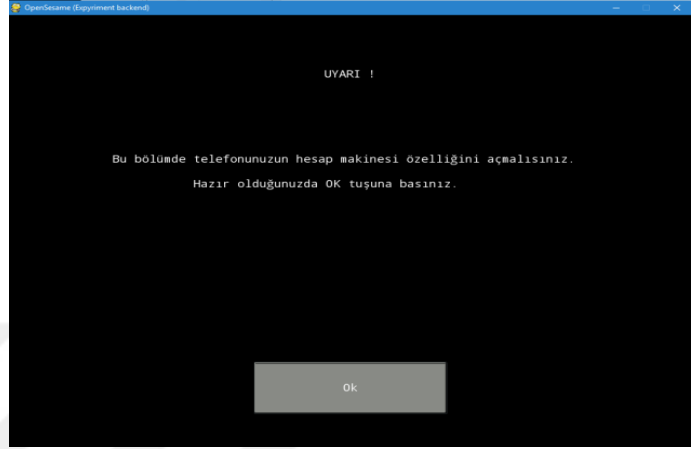 OpenSesame (Expyriment backend)
UYARI !
Bu bölümde telefonunuzun hesap makinesi özelliğini açmalısınız.
Hazır olduğunuzda OK tuşuna basınız.
Ok